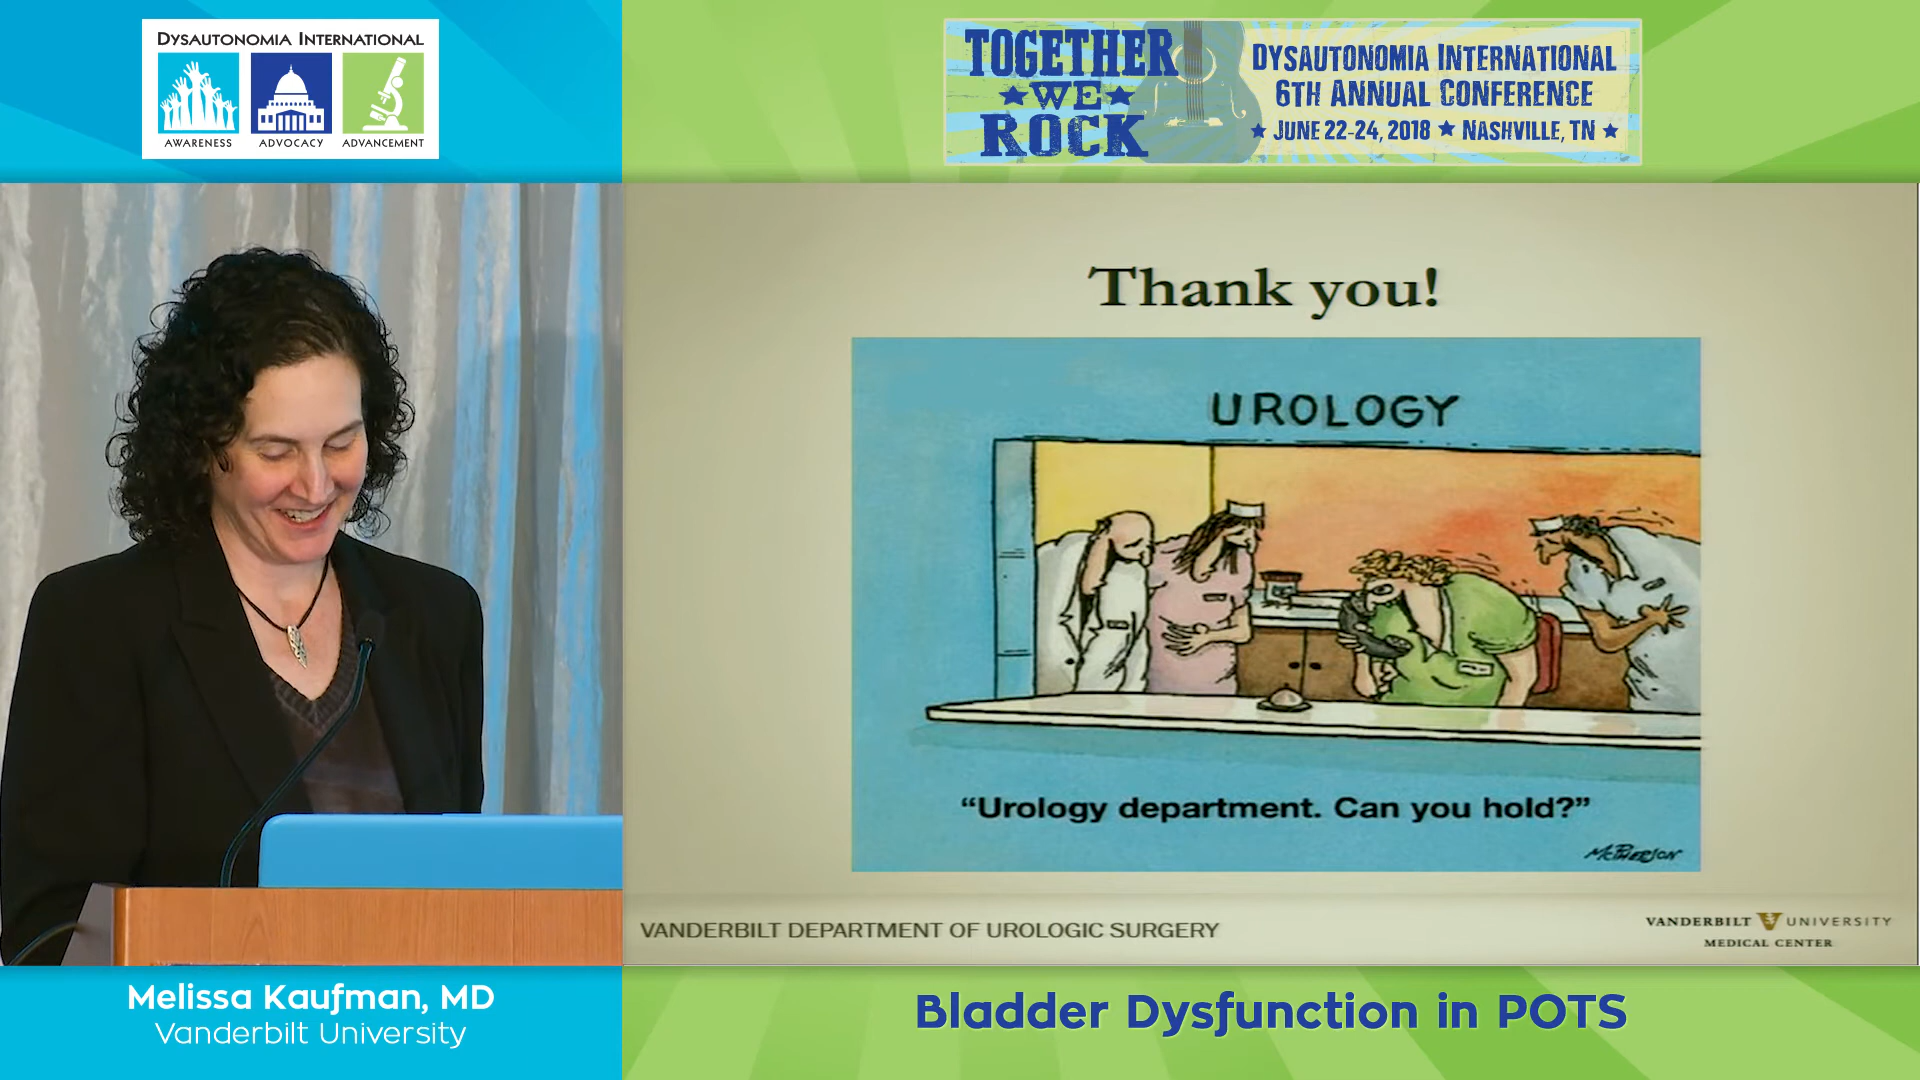 DYSAUTONOMIA INTERNATIONAL
AWARENESS ADVOCACY ADVANCEMENT
TOGETHER
WE
ROCK
DYSAUTONOMIA INTERNATIONAL
6TH ANNUAL CONFERENCE
JUNE 22-24, 2018 ★ NASHVILLE, TN
Thank you!
UROLOGY
“Urology department. Can you hold?”
McPHERSON
VANDERBILT DEPARTMENT OF UROLOGIC SURGERY
VANDERBILT UNIVERSITY
MEDICAL CENTER
Melissa Kaufman, MD
Vanderbilt University
Bladder Dysfunction in POTS